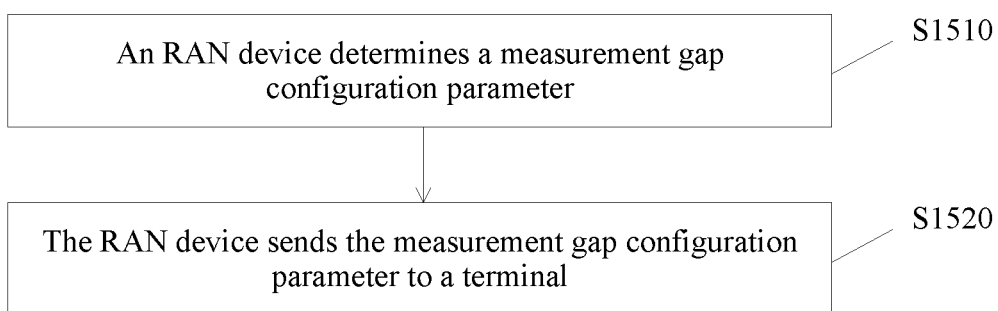 S1510
An RAN device determines a measurement gap
configuration parameter
S1520
The RAN device sends the measurement gap configuration
parameter to a terminal